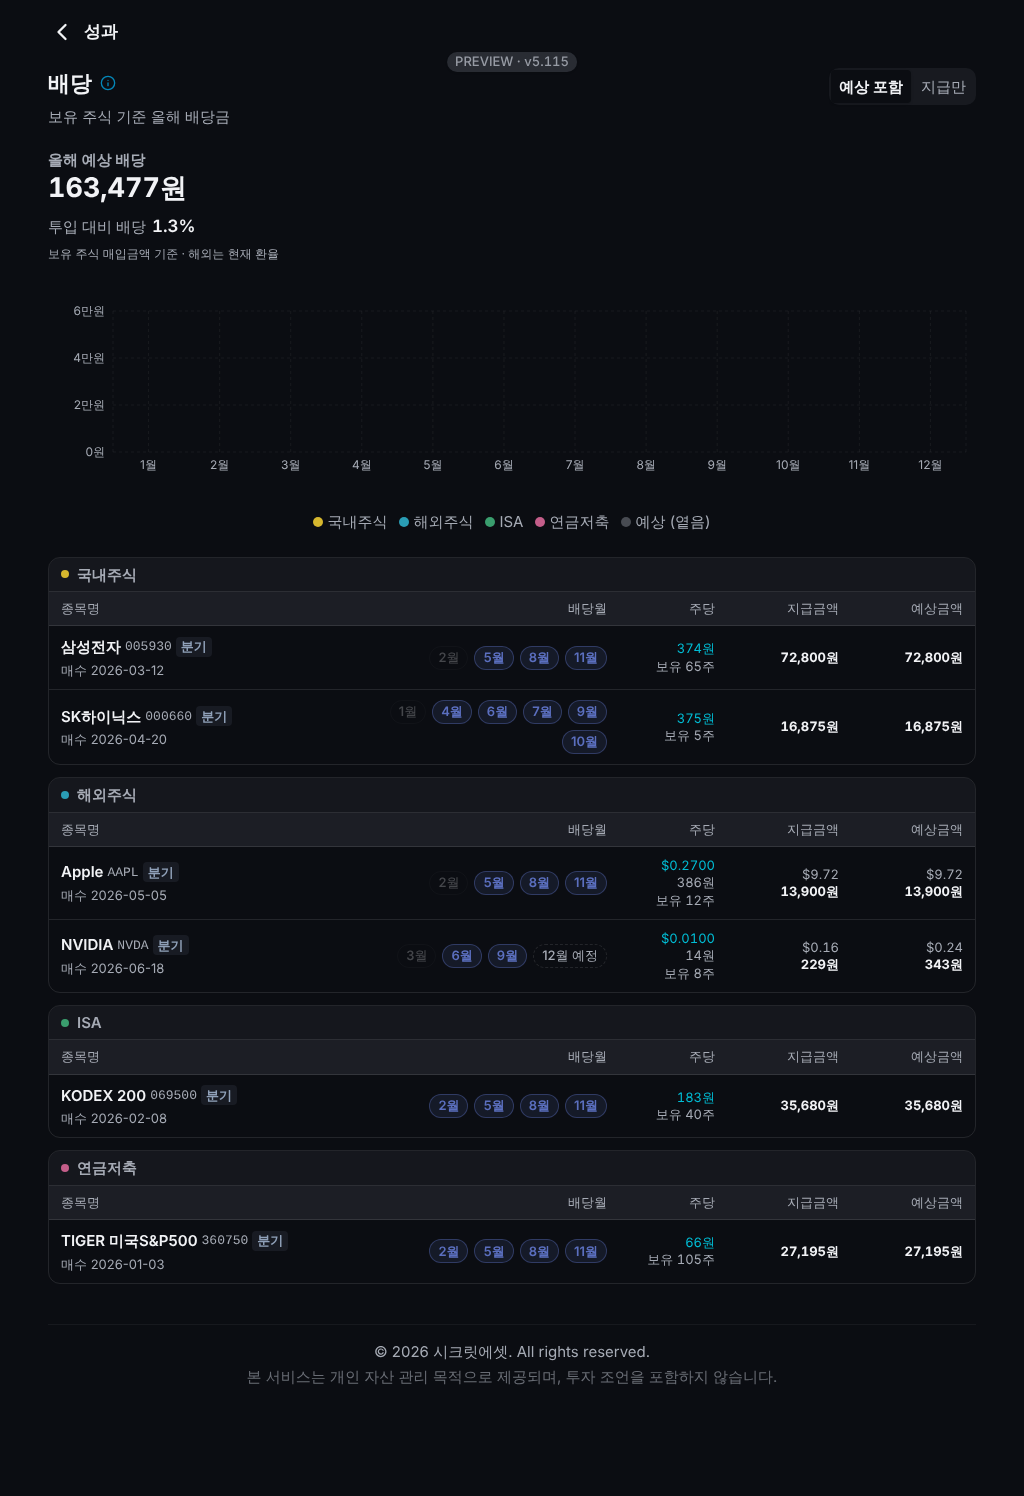 성과
PREVIEW · v5.115
배당
예상 포함 지급만
보유 주식 기준 올해 배당금
올해 예상 배당
163,477원
투입 대비 배당 1.3%
보유 주식 매입금액 기준 · 해외는 현재 환율
6만원
4만원
2만원
0원
1월 2월 3월 4월 5월 6월 7월 8월 9월 10월 11월 12월
국내주식 해외주식 ISA 연금저축 예상 (옅음)
국내주식
종목명 배당월 주당 지급금액 예상금액
삼성전자 005930 분기
매수 2026-03-12
2월 5월 8월 11월
374원
보유 65주
72,800원 72,800원
SK하이닉스 000660 분기
매수 2026-04-20
1월 4월 6월 7월 9월
10월
375원
보유 5주
16,875원 16,875원
해외주식
종목명 배당월 주당 지급금액 예상금액
Apple AAPL 분기
매수 2026-05-05
2월 5월 8월 11월
$0.2700
386원
보유 12주
$9.72
13,900원
$9.72
13,900원
NVIDIA NVDA 분기
매수 2026-06-18
3월 6월 9월 12월 예정
$0.0100
14원
보유 8주
$0.16
229원
$0.24
343원
ISA
종목명 배당월 주당 지급금액 예상금액
KODEX 200 069500 분기
매수 2026-02-08
2월 5월 8월 11월
183원
보유 40주
35,680원 35,680원
연금저축
종목명 배당월 주당 지급금액 예상금액
TIGER 미국S&P500 360750 분기
매수 2026-01-03
2월 5월 8월 11월
66원
보유 105주
27,195원 27,195원
© 2026 시크릿에셋. All rights reserved.
본 서비스는 개인 자산 관리 목적으로 제공되며, 투자 조언을 포함하지 않습니다.